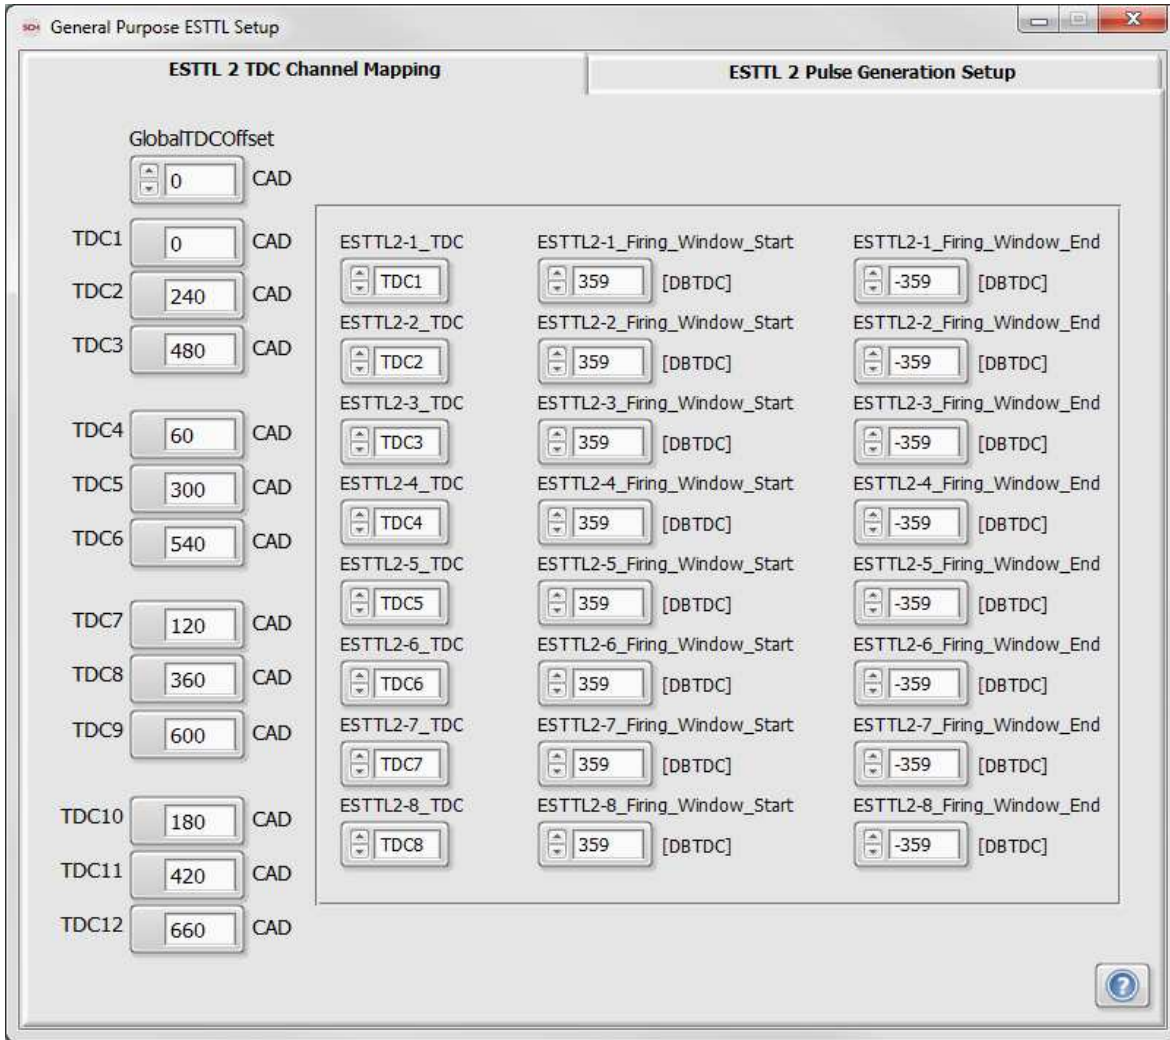 SCM General Purpose ESTTL Setup
ESTTL 2 TDC Channel Mapping
ESTTL 2 Pulse Generation Setup
GlobalTDCOffset
0 CAD
TDC1 0 CAD
TDC2 240 CAD
TDC3 480 CAD
TDC4 60 CAD
TDC5 300 CAD
TDC6 540 CAD
TDC7 120 CAD
TDC8 360 CAD
TDC9 600 CAD
TDC10 180 CAD
TDC11 420 CAD
TDC12 660 CAD
ESTTL2-1_TDC ESTTL2-1_Firing_Window_Start ESTTL2-1_Firing_Window_End
TDC1 359 [DBTDC] -359 [DBTDC]
ESTTL2-2_TDC ESTTL2-2_Firing_Window_Start ESTTL2-2_Firing_Window_End
TDC2 359 [DBTDC] -359 [DBTDC]
ESTTL2-3_TDC ESTTL2-3_Firing_Window_Start ESTTL2-3_Firing_Window_End
TDC3 359 [DBTDC] -359 [DBTDC]
ESTTL2-4_TDC ESTTL2-4_Firing_Window_Start ESTTL2-4_Firing_Window_End
TDC4 359 [DBTDC] -359 [DBTDC]
ESTTL2-5_TDC ESTTL2-5_Firing_Window_Start ESTTL2-5_Firing_Window_End
TDC5 359 [DBTDC] -359 [DBTDC]
ESTTL2-6_TDC ESTTL2-6_Firing_Window_Start ESTTL2-6_Firing_Window_End
TDC6 359 [DBTDC] -359 [DBTDC]
ESTTL2-7_TDC ESTTL2-7_Firing_Window_Start ESTTL2-7_Firing_Window_End
TDC7 359 [DBTDC] -359 [DBTDC]
ESTTL2-8_TDC ESTTL2-8_Firing_Window_Start ESTTL2-8_Firing_Window_End
TDC8 359 [DBTDC] -359 [DBTDC]